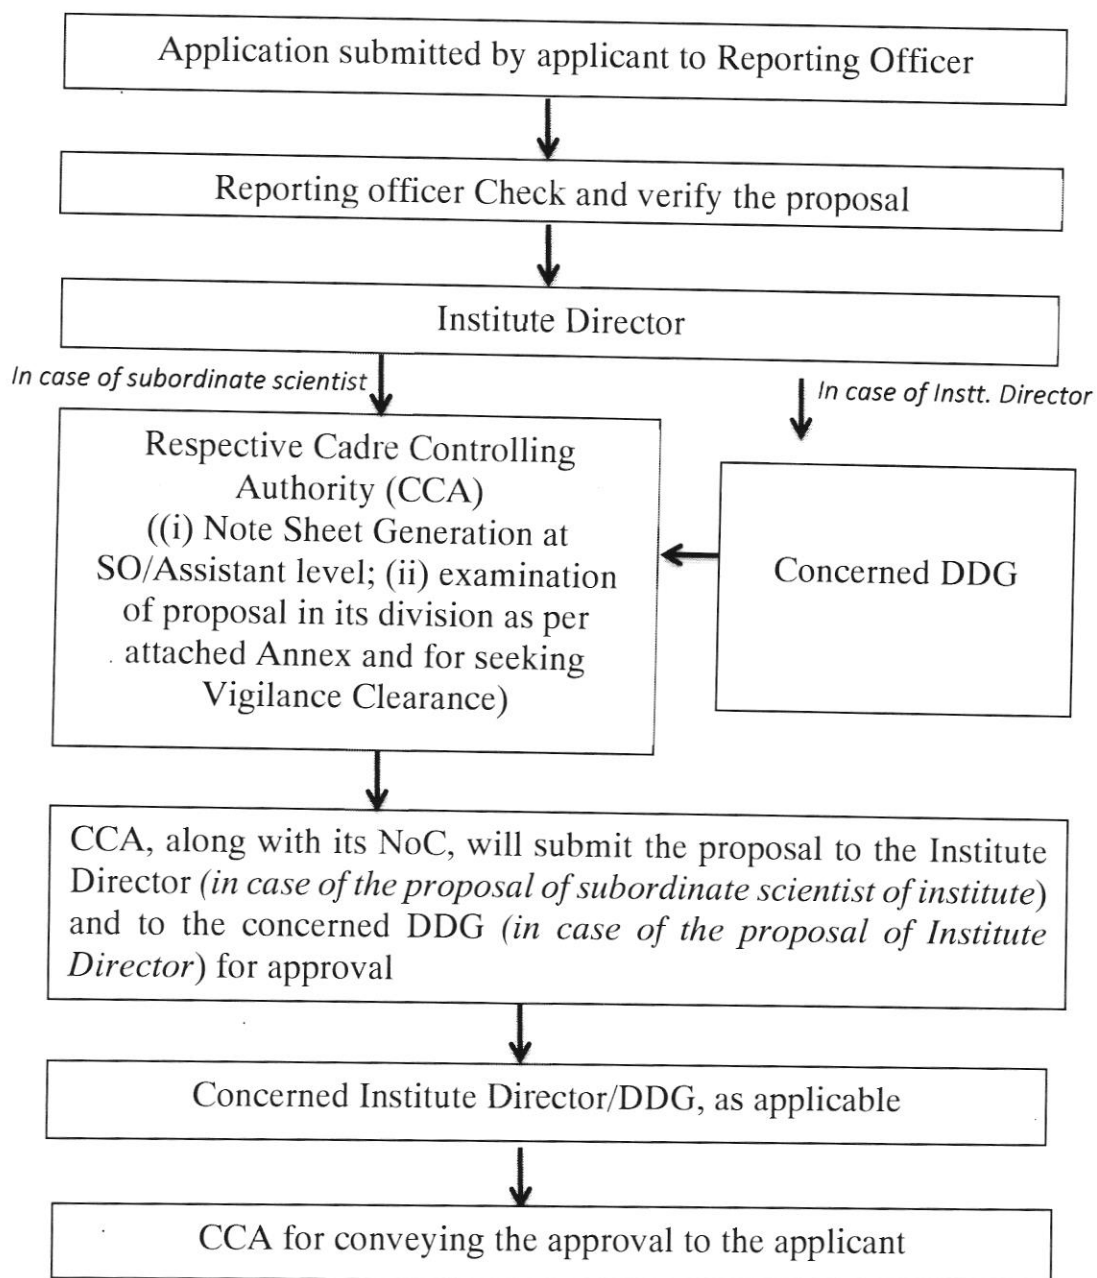 Application submitted by applicant to Reporting Officer
Reporting officer Check and verify the proposal
Institute Director
In case of subordinate scientist
In case of Instt. Director
Respective Cadre Controlling
Authority (CCA)
((i) Note Sheet Generation at
SO/Assistant level; (ii) examination
of proposal in its division as per
attached Annex and for seeking
Vigilance Clearance)
Concerned DDG
CCA, along with its NoC, will submit the proposal to the Institute
Director (in case of the proposal of subordinate scientist of institute)
and to the concerned DDG (in case of the proposal of Institute
Director) for approval
Concerned Institute Director/DDG, as applicable
CCA for conveying the approval to the applicant